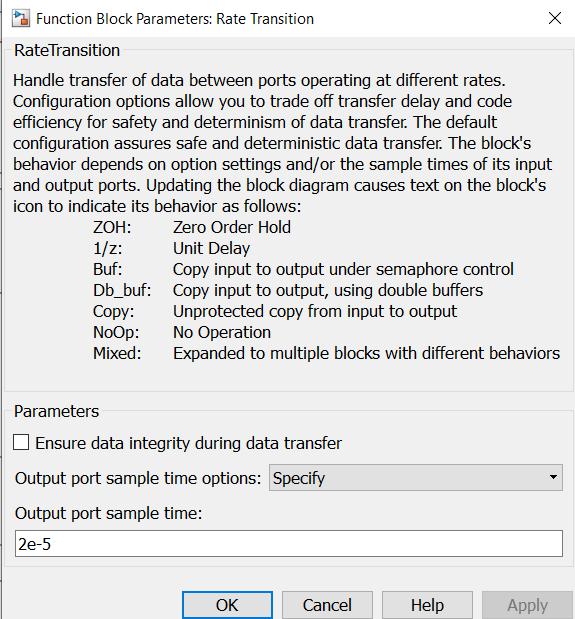 Function Block Parameters: Rate Transition
RateTransition
Handle transfer of data between ports operating at different rates.
Configuration options allow you to trade off transfer delay and code
efficiency for safety and determinism of data transfer. The default
configuration assures safe and deterministic data transfer. The block's
behavior depends on option settings and/or the sample times of its input
and output ports. Updating the block diagram causes text on the block's
icon to indicate its behavior as follows:
ZOH: Zero Order Hold
1/z: Unit Delay
Buf: Copy input to output under semaphore control
Db_buf: Copy input to output, using double buffers
Copy: Unprotected copy from input to output
NoOp: No Operation
Mixed: Expanded to multiple blocks with different behaviors
Parameters
Ensure data integrity during data transfer
Output port sample time options: Specify
Output port sample time:
2e-5
OK Cancel Help Apply